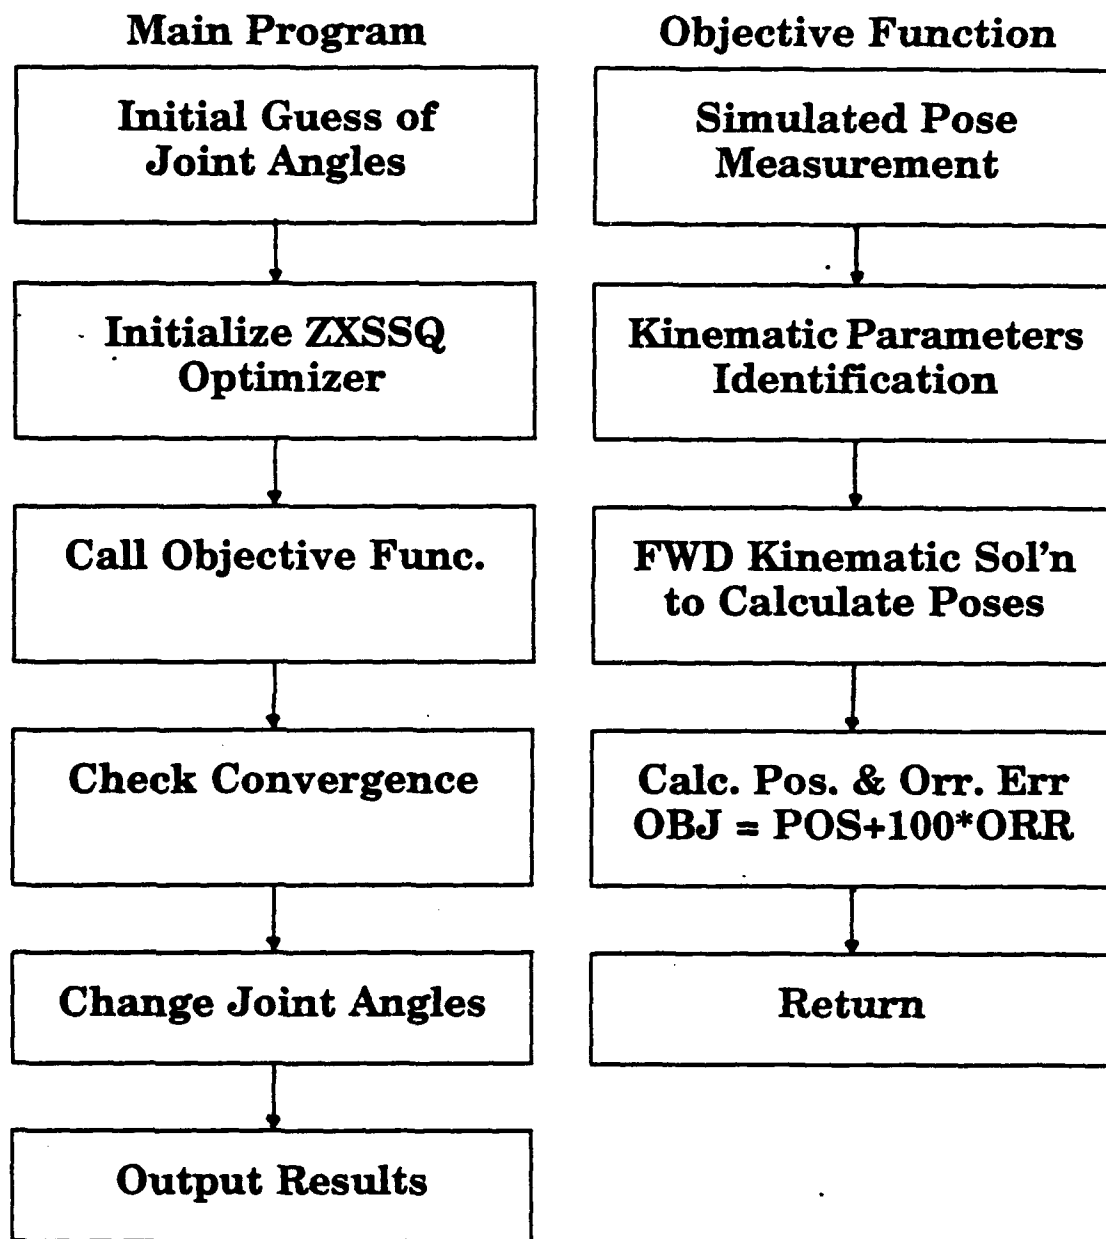 Main Program
Initial Guess of
Joint Angles
Initialize ZXSSQ
Optimizer
Call Objective Func.
Check Convergence
Change Joint Angles
Output Results
Objective Function
Simulated Pose
Measurement
Kinematic Parameters
Identification
FWD Kinematic Sol'n
to Calculate Poses
Calc. Pos. & Orr. Err
OBJ = POS+100*ORR
Return